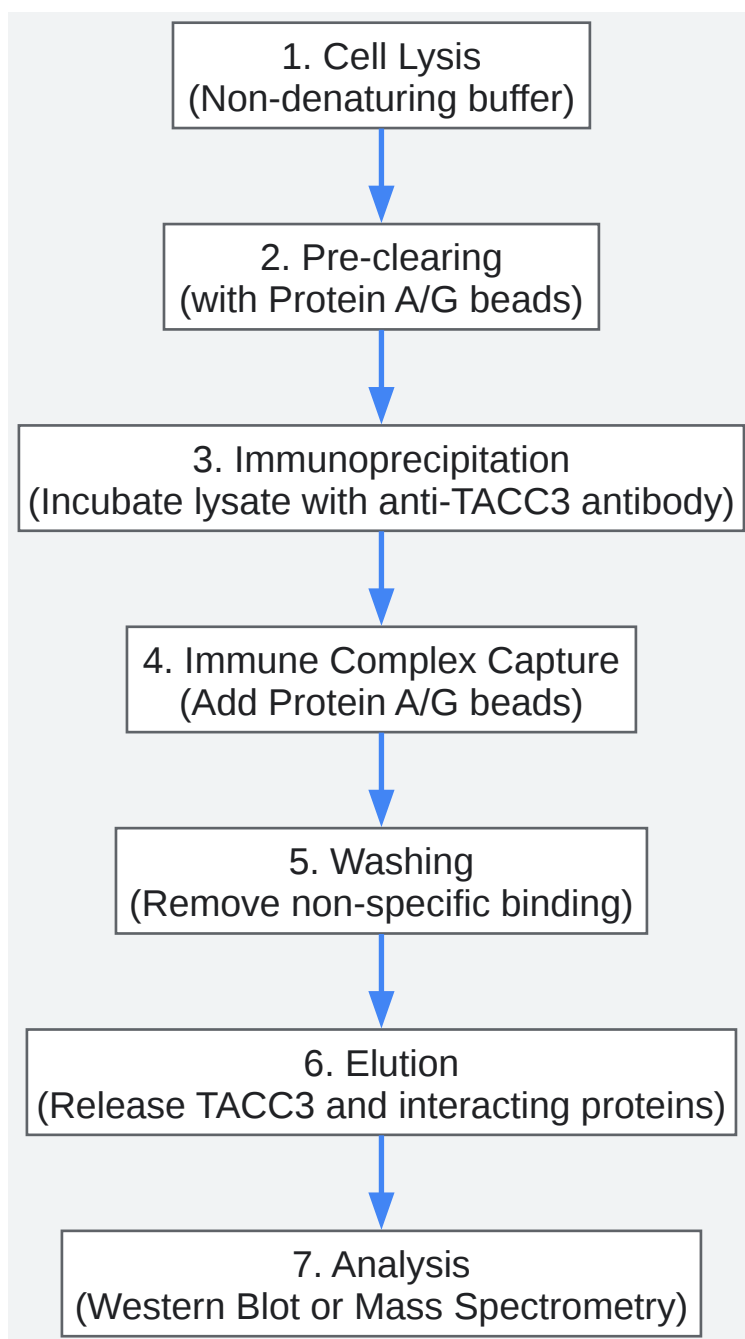 1. Cell Lysis
(Non-denaturing buffer)
2. Pre-clearing
(with Protein A/G beads)
3. Immunoprecipitation
(Incubate lysate with anti-TACC3 antibody)
4. Immune Complex Capture
(Add Protein A/G beads)
5. Washing
(Remove non-specific binding)
6. Elution
(Release TACC3 and interacting proteins)
7. Analysis
(Western Blot or Mass Spectrometry)